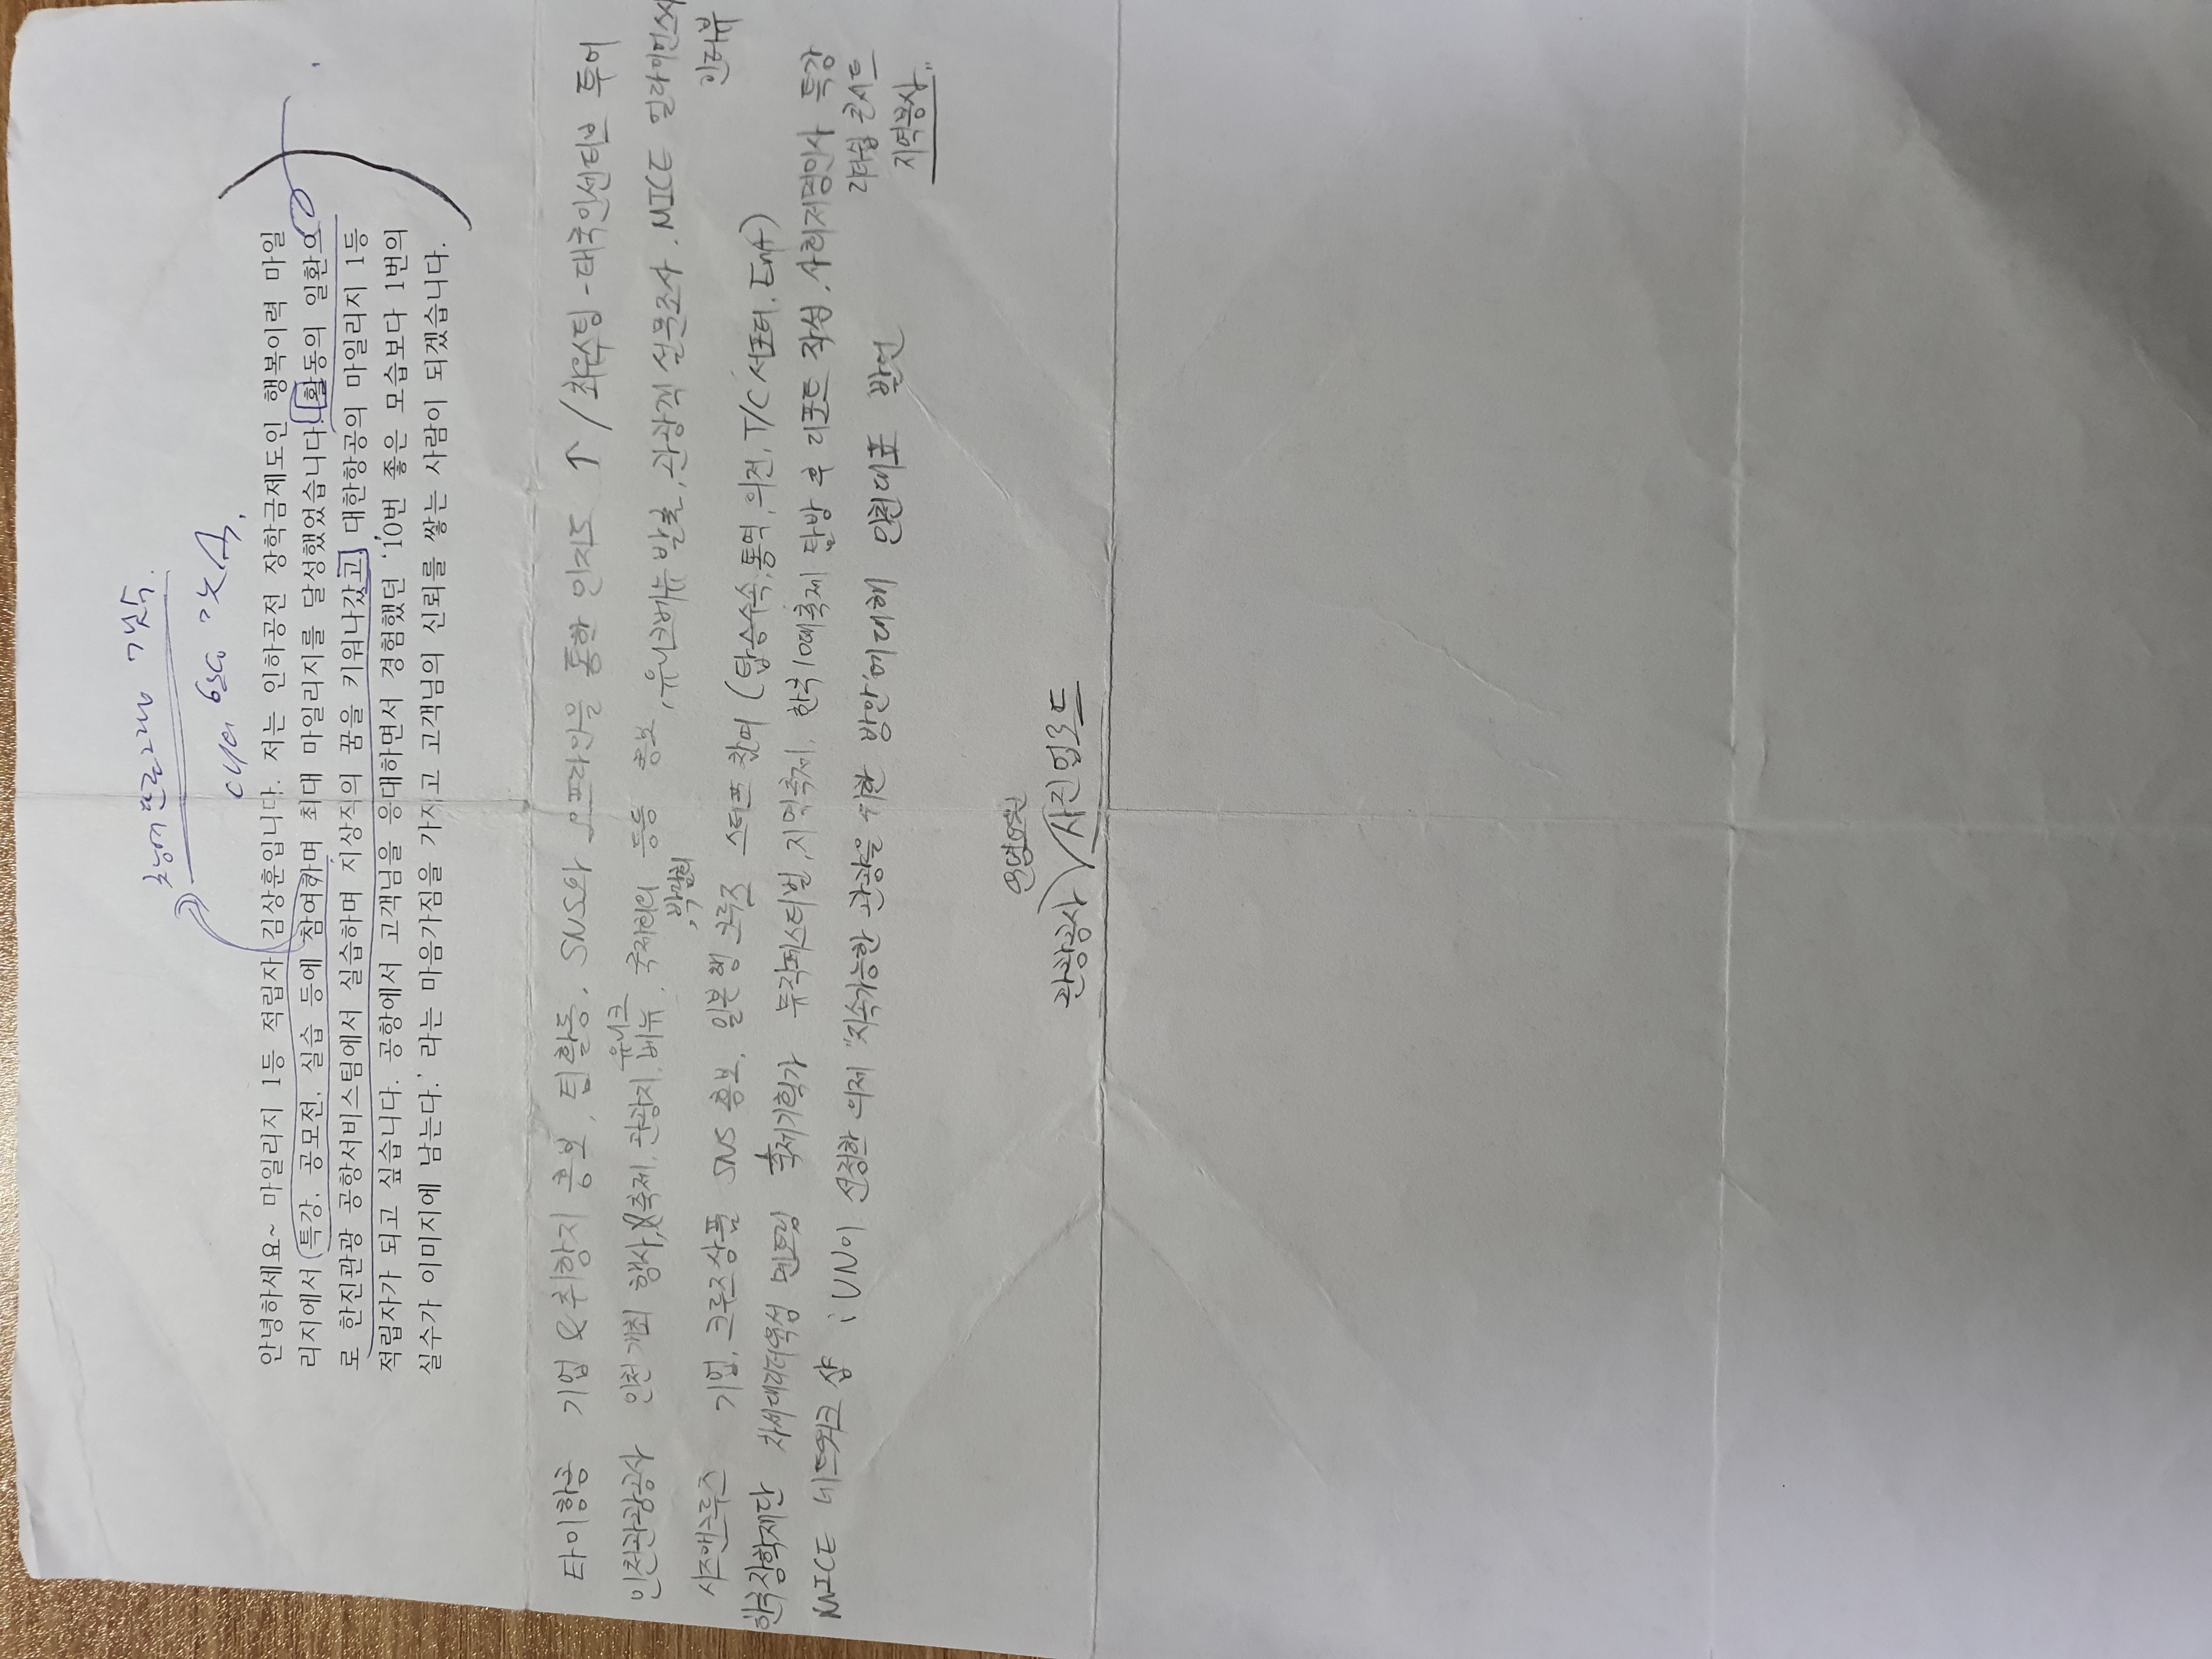 참여프로그램 갯수.
갯수.
안녕하세요~ 마일리지 1등 적립자 김상훈입니다. 저는 인하공전 장학금제도인 행복이력 마일
리지에서 특강, 공모전, 실습 등에 참여하며 최대 마일리지를 달성했었습니다. 활동의 일환으
로 한진관광 공항서비스팀에서 실습하며 지상직의 꿈을 키워나갔고, 대한항공의 마일리지 1등
적립자가 되고 싶습니다. 공항에서 고객님을 응대하면서 경험했던 ‘10번 좋은 모습보다 1번의
실수가 이미지에 남는다.’ 라는 마음가짐을 가지고 고객님의 신뢰를 쌓는 사람이 되겠습니다.
타이항공 기업 & 취항지 홍보, 팀활동, SNS와 오프라인을 통한 인지도 ↑ / 최우수팀 - 태국인센티브 투어
인천관광공사 인천 개최 행사, 축제, 관광지, 유니크 베뉴, 국제회의, 박람회 등등 홍보, 유니크베뉴 발굴, 관광객 설문조사, MICE 얼라이언스사 인터뷰
시즈앤크루즈 기업, 크루즈상품 SNS 홍보, 일본행 크루즈 스태프 참여 (탑승수속, 통역, 의전, T/C 서포터, Ent)
한국장학재단 차세대리더육성 멘토링 축제기획가 뮤직페스티벌, 지역축제, 한국10대축제 탐방 후 리포트 작성, 사회저명인사 특강
리더쉽 콘서트
지역봉사
MICE 네트워크 샵 ; UN이 선정한 의제 "지속가능한 관광을 위한 방안"에 대해 인천대표 발언
운영요원
관광공사 ∨ 사진업로드